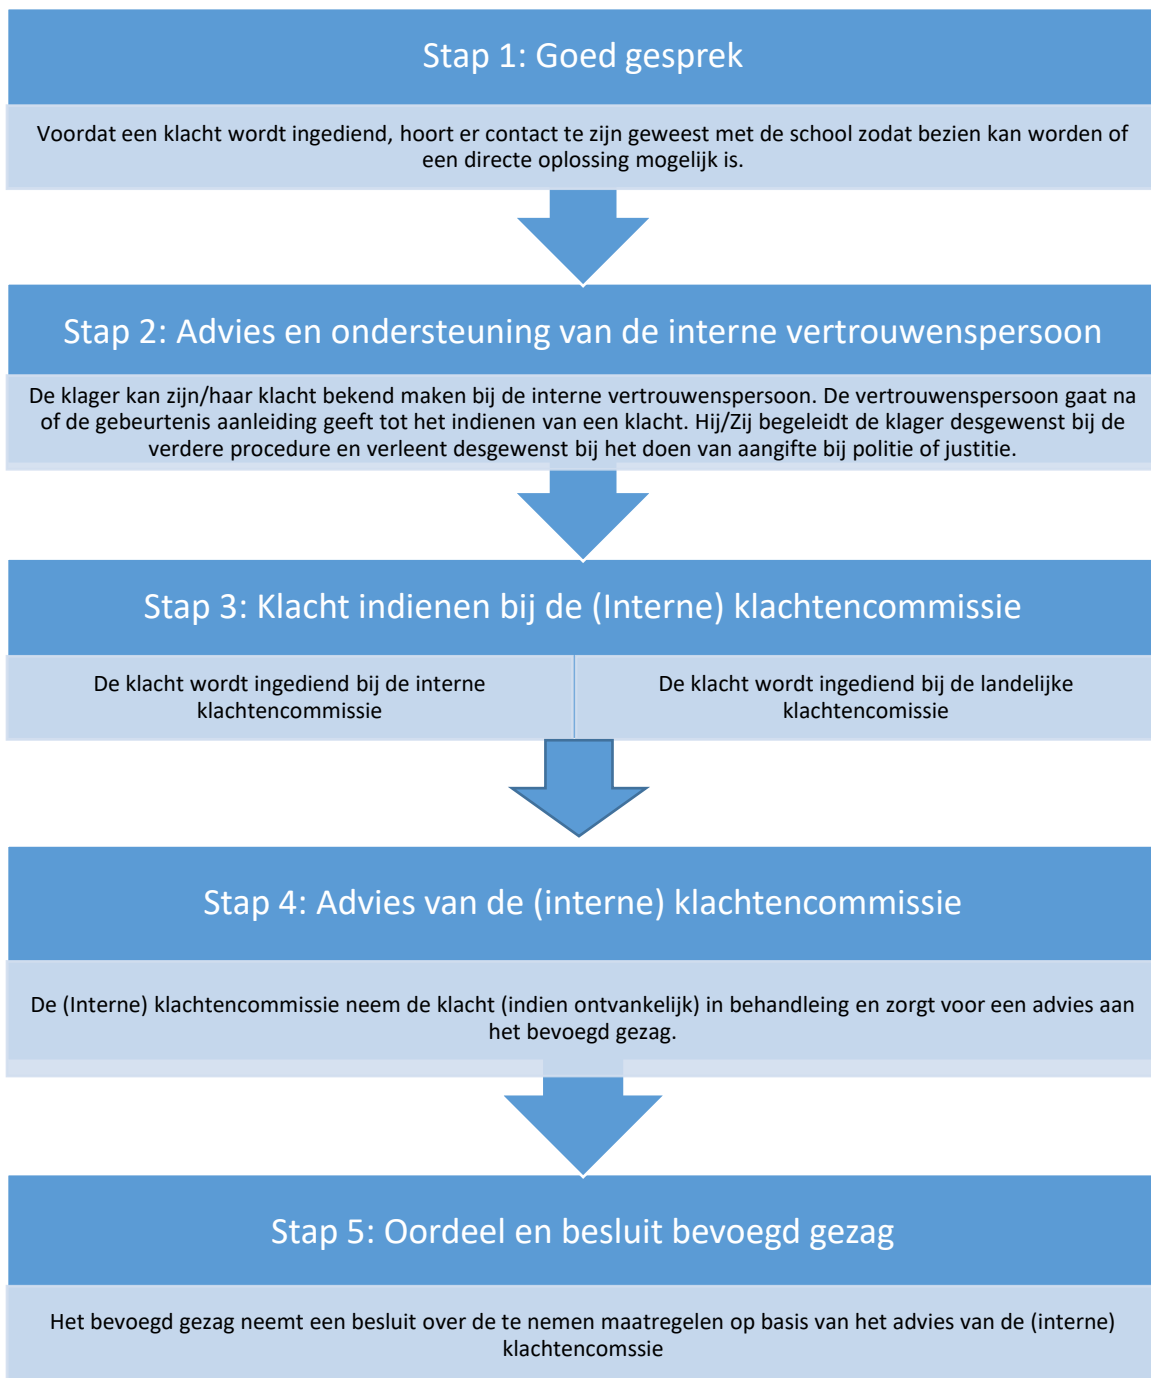 Stap 1: Goed gesprek
Voordat een klacht wordt ingediend, hoort er contact te zijn geweest met de school zodat bezien kan worden of
een directe oplossing mogelijk is.
Stap 2: Advies en ondersteuning van de interne vertrouwenspersoon
De klager kan zijn/haar klacht bekend maken bij de interne vertrouwenspersoon. De vertrouwenspersoon gaat na
of de gebeurtenis aanleiding geeft tot het indienen van een klacht. Hij/Zij begeleidt de klager desgewenst bij de
verdere procedure en verleent desgewenst bij het doen van aangifte bij politie of justitie.
Stap 3: Klacht indienen bij de (Interne) klachtencommissie
De klacht wordt ingediend bij de interne
klachtencommissie
De klacht wordt ingediend bij de landelijke
klachtencomissie
Stap 4: Advies van de (interne) klachtencommissie
De (Interne) klachtencommissie neem de klacht (indien ontvankelijk) in behandleing en zorgt voor een advies aan
het bevoegd gezag.
Stap 5: Oordeel en besluit bevoegd gezag
Het bevoegd gezag neemt een besluit over de te nemen maatregelen op basis van het advies van de (interne)
klachtencomssie